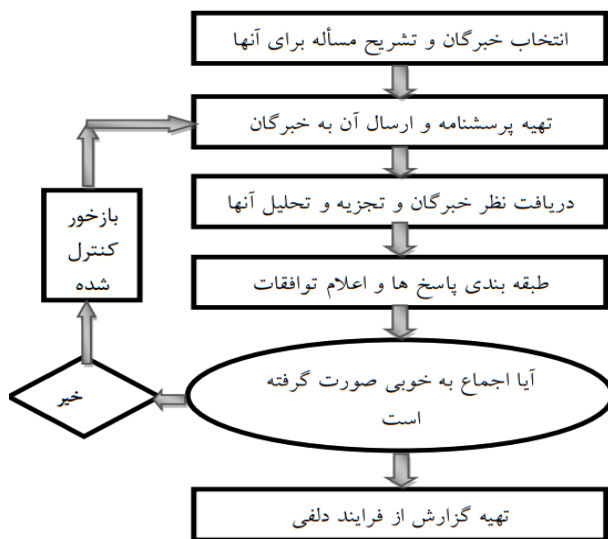 انتخاب خبرگان و تشریح مسأله برای آنها
تهیه پرسشنامه و ارسال آن به خبرگان
دریافت نظر خبرگان و تجزیه و تحلیل آنها
بازخور
کنترل
شده
طبقه بندی پاسخ ها و اعلام توافقات
آیا اجماع به خوبی صورت گرفته
است
خیر
تهیه گزارش از فرایند دلفی